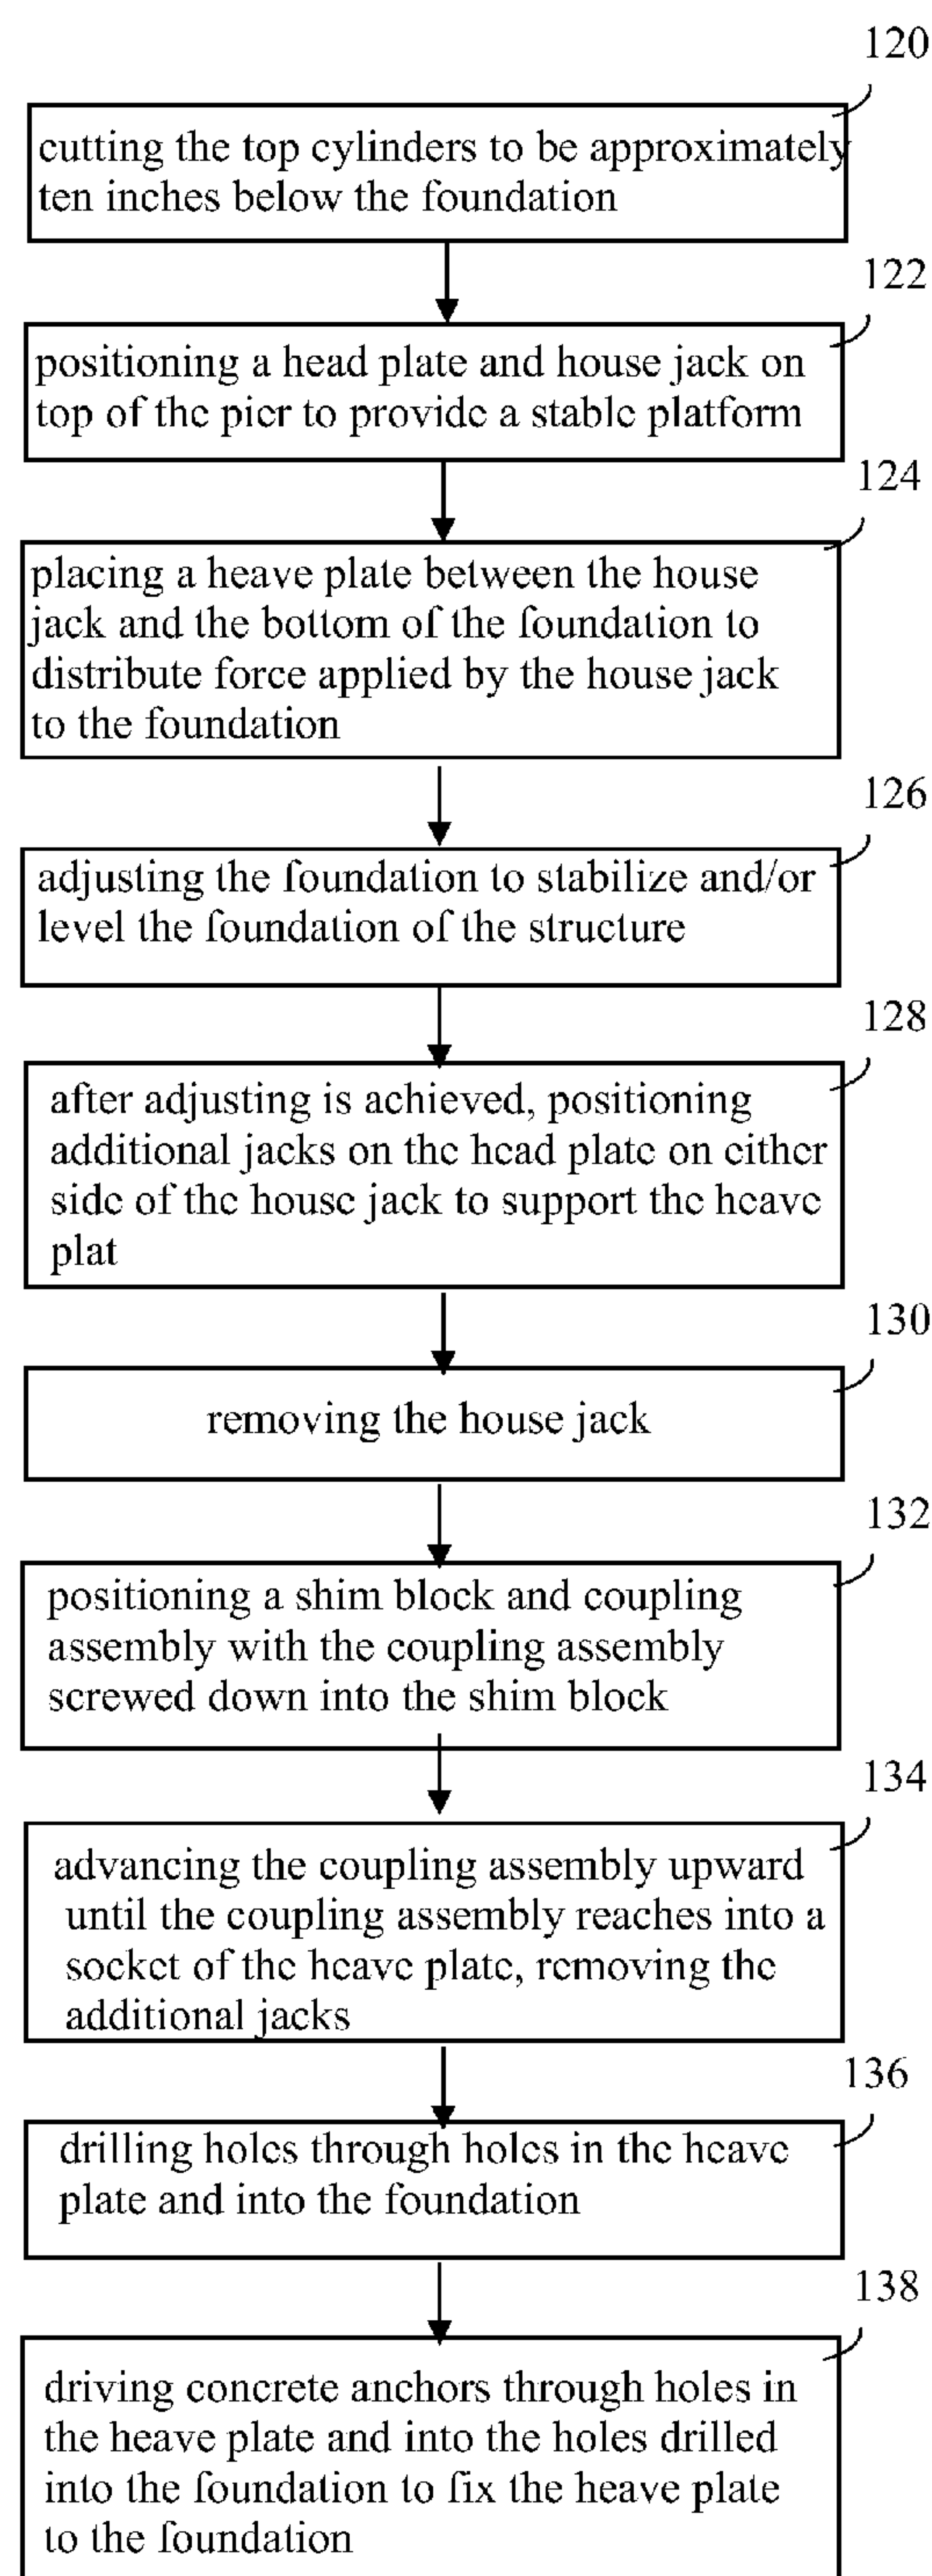 120
cutting the top cylinders to be approximately
ten inches below the foundation
122
positioning a head plate and house jack on
top of the pier to provide a stable platform
124
placing a heave plate between the house
jack and the bottom of the foundation to
distribute force applied by the house jack
to the foundation
126
adjusting the foundation to stabilize and/or
level the foundation of the structure
128
after adjusting is achieved, positioning
additional jacks on the head plate on either
side of the house jack to support the heave
plat
130
removing the house jack
132
positioning a shim block and coupling
assembly with the coupling assembly
screwed down into the shim block
134
advancing the coupling assembly upward
until the coupling assembly reaches into a
socket of the heave plate, removing the
additional jacks
136
drilling holes through holes in the heave
plate and into the foundation
138
driving concrete anchors through holes in
the heave plate and into the holes drilled
into the foundation to fix the heave plate
to the foundation